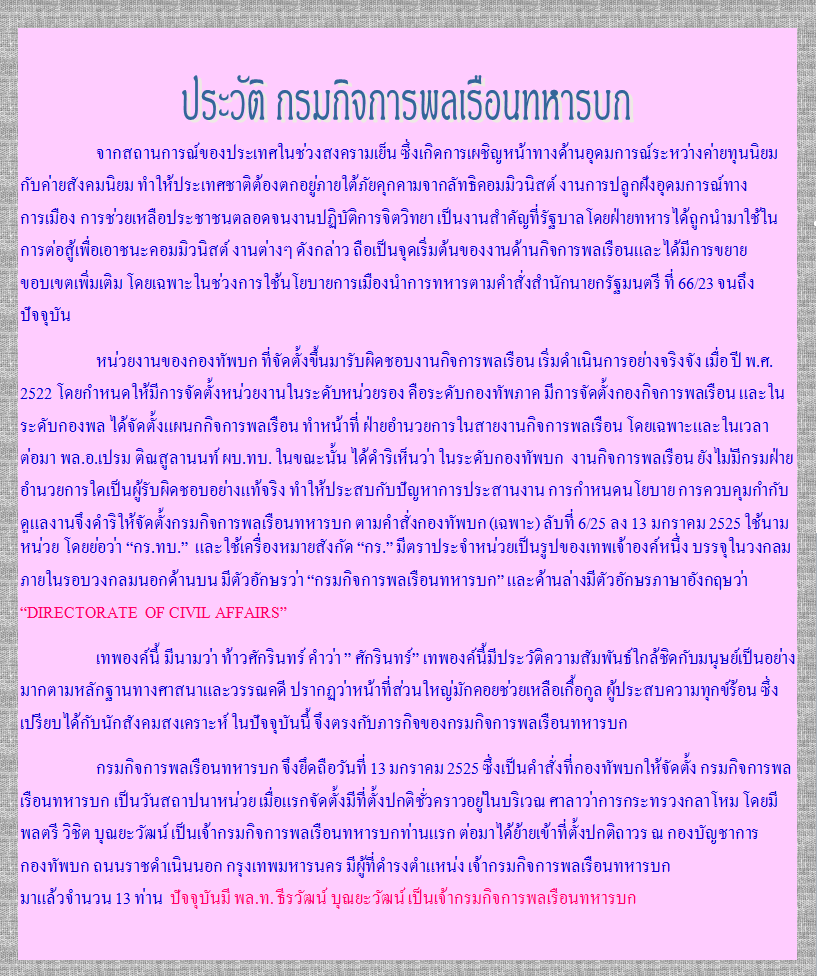 ประวัติ กรมกิจการพลเรือนทหารบก
จากสถานการณ์ของประเทศในช่วงสงครามเย็น ซึ่งเกิดการเผชิญหน้าทางด้านอุดมการณ์ระหว่างค่ายทุนนิยม
กับค่ายสังคมนิยม ทำให้ประเทศชาติต้องตกอยู่ภายใต้ภัยคุกคามจากลัทธิคอมมิวนิสต์ งานการปลูกฝังอุดมการณ์ทาง
การเมือง การช่วยเหลือประชาชนตลอดจนงานปฏิบัติการจิตวิทยา เป็นงานสำคัญที่รัฐบาลโดยฝ่ายทหารได้ถูกนำมาใช้ใน
การต่อสู้เพื่อเอาชนะคอมมิวนิสต์ งานต่างๆ ดังกล่าว ถือเป็นจุดเริ่มต้นของงานด้านกิจการพลเรือนและได้มีการขยาย
ขอบเขตเพิ่มเติม โดยเฉพาะในช่วงการใช้นโยบายการเมืองนำการทหารตามคำสั่งสำนักนายกรัฐมนตรี ที่ 66/23 จนถึง
ปัจจุบัน
หน่วยงานของกองทัพบก ที่จัดตั้งขึ้นมารับผิดชอบงานกิจการพลเรือน เริ่มดำเนินการอย่างจริงจัง เมื่อ ปี พ.ศ.
2522 โดยกำหนดให้มีการจัดตั้งหน่วยงานในระดับหน่วยรอง คือระดับกองทัพภาค มีการจัดตั้งกองกิจการพลเรือน และใน
ระดับกองพล ได้จัดตั้งแผนกกิจการพลเรือน ทำหน้าที่ ฝ่ายอำนวยการในสายงานกิจการพลเรือน โดยเฉพาะและในเวลา
ต่อมา พล.อ.เปรม ติณสูลานนท์ ผบ.ทบ. ในขณะนั้น ได้ดำริเห็นว่า ในระดับกองทัพบก งานกิจการพลเรือน ยังไม่มีกรมฝ่าย
อำนวยการใดเป็นผู้รับผิดชอบอย่างแท้จริง ทำให้ประสบกับปัญหาการประสานงาน การกำหนดนโยบาย การควบคุมกำกับ
ดูแลงานจึงดำริให้จัดตั้งกรมกิจการพลเรือนทหารบก ตามคำสั่งกองทัพบก (เฉพาะ) ลับที่ 6/25 ลง 13 มกราคม 2525 ใช้นาม
หน่วย โดยย่อว่า “กร.ทบ.” และใช้เครื่องหมายสังกัด “กร.” มีตราประจำหน่วยเป็นรูปของเทพเจ้าองค์หนึ่ง บรรจุในวงกลม
ภายในรอบวงกลมนอกด้านบน มีตัวอักษรว่า “กรมกิจการพลเรือนทหารบก” และด้านล่างมีตัวอักษรภาษาอังกฤษว่า
“DIRECTORATE OF CIVIL AFFAIRS”
เทพองค์นี้ มีนามว่า ท้าวศักรินทร์ คำว่า ” ศักรินทร์” เทพองค์นี้มีประวัติความสัมพันธ์ใกล้ชิดกับมนุษย์เป็นอย่าง
มากตามหลักฐานทางศาสนาและวรรณคดี ปรากฏว่าหน้าที่ส่วนใหญ่มักคอยช่วยเหลือเกื้อกูล ผู้ประสบความทุกข์ร้อน ซึ่ง
เปรียบได้กับนักสังคมสงเคราะห์ ในปัจจุบันนี้ จึงตรงกับภารกิจของกรมกิจการพลเรือนทหารบก
กรมกิจการพลเรือนทหารบก จึงยึดถือวันที่ 13 มกราคม 2525 ซึ่งเป็นคำสั่งที่กองทัพบกให้จัดตั้ง กรมกิจการพล
เรือนทหารบก เป็นวันสถาปนาหน่วย เมื่อแรกจัดตั้งมีที่ตั้งปกติชั่วคราวอยู่ในบริเวณ ศาลาว่าการกระทรวงกลาโหม โดยมี
พลตรี วิชิต บุณยะวัฒน์ เป็นเจ้ากรมกิจการพลเรือนทหารบกท่านแรก ต่อมาได้ย้ายเข้าที่ตั้งปกติถาวร ณ กองบัญชาการ
กองทัพบก ถนนราชดำเนินนอก กรุงเทพมหารนคร มีผู้ที่ดำรงตำแหน่ง เจ้ากรมกิจการพลเรือนทหารบก
มาแล้วจำนวน 13 ท่าน ปัจจุบันมี พล.ท. ธีรวัฒน์ บุณยะวัฒน์ เป็นเจ้ากรมกิจการพลเรือนทหารบก